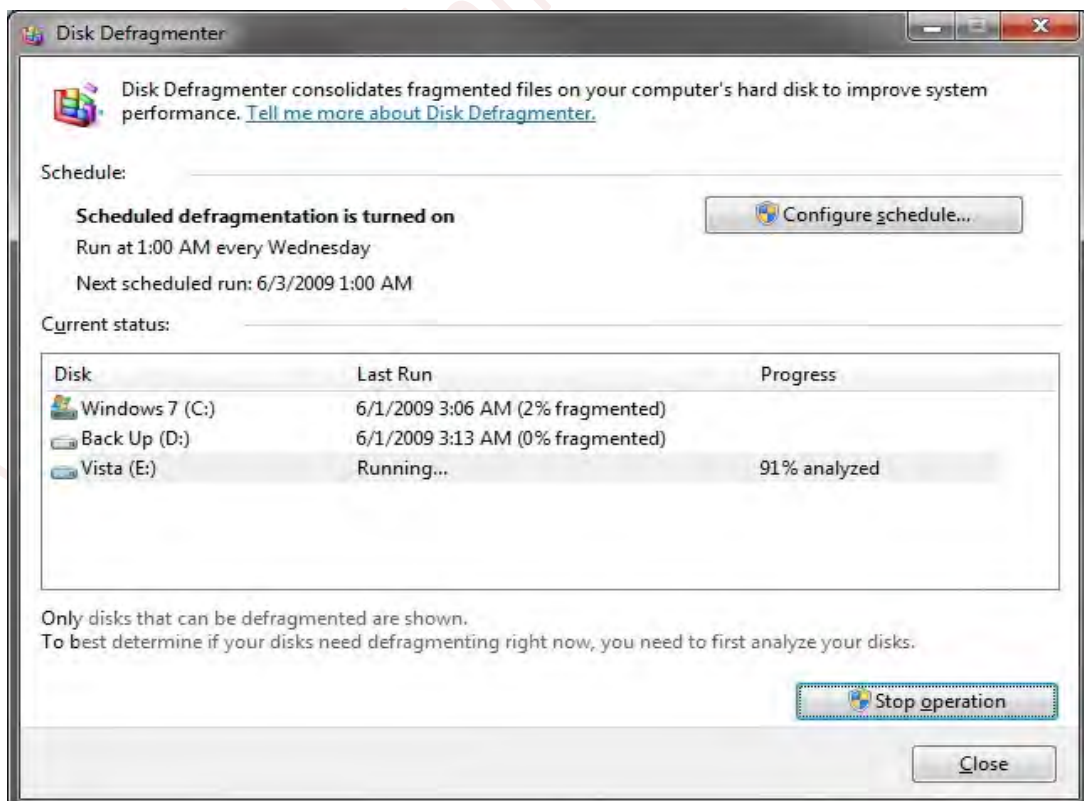 Disk Defragmenter
Disk Defragmenter consolidates fragmented files on your computer's hard disk to improve system
performance. Tell me more about Disk Defragmenter.
Schedule:
Scheduled defragmentation is turned on
Configure schedule...
Run at 1:00 AM every Wednesday
Next scheduled run: 6/3/2009 1:00 AM
Current status:
Disk Last Run Progress
Windows 7 (C:) 6/1/2009 3:06 AM (2% fragmented)
Back Up (D:) 6/1/2009 3:13 AM (0% fragmented)
Vista (E:) Running... 91% analyzed
Only disks that can be defragmented are shown.
To best determine if your disks need defragmenting right now, you need to first analyze your disks.
Stop operation
Close